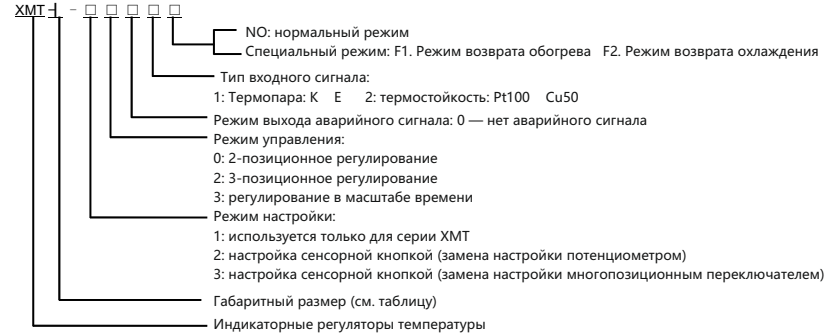 XMT - □ □ □ □ □
NO: нормальный режим
Специальный режим: F1. Режим возврата обогрева F2. Режим возврата охлаждения
Тип входного сигнала:
1: Термопара: K E 2: термостойкость: Pt100 Cu50
Режим выхода аварийного сигнала: 0 — нет аварийного сигнала
Режим управления:
0: 2-позиционное регулирование
2: 3-позиционное регулирование
3: регулирование в масштабе времени
Режим настройки:
1: используется только для серии XMT
2: настройка сенсорной кнопкой (замена настройки потенциометром)
3: настройка сенсорной кнопкой (замена настройки многопозиционным переключателем)
Габаритный размер (см. таблицу)
Индикаторные регуляторы температуры